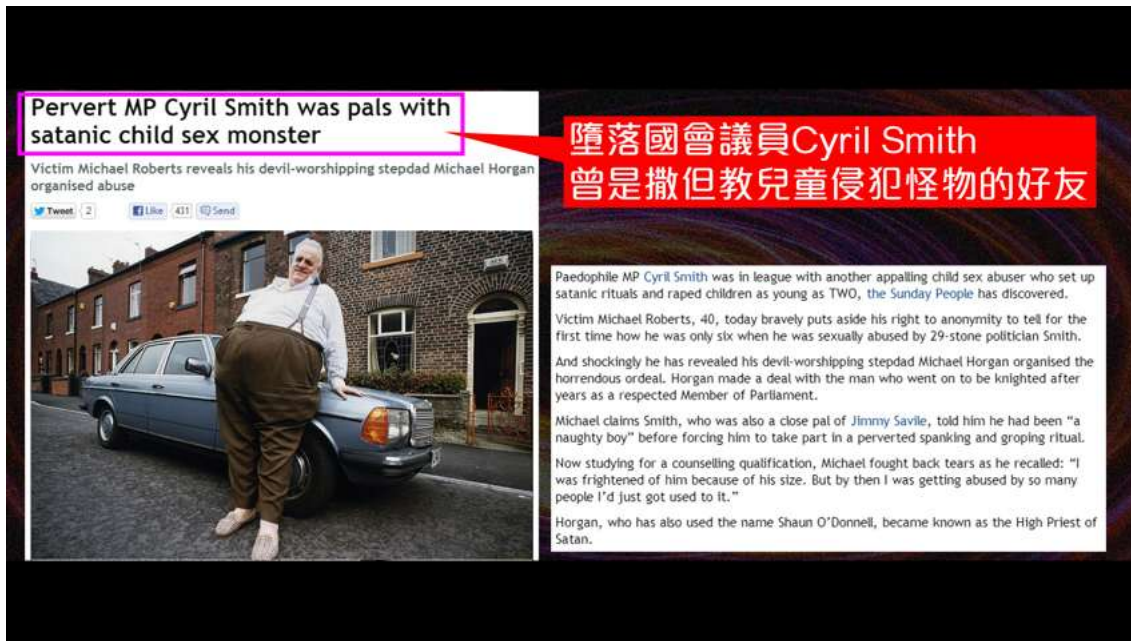 Pervert MP Cyril Smith was pals with
satanic child sex monster
Victim Michael Roberts reveals his devil-worshipping stepdad Michael Horgan
organised abuse
Tweet 2 Like 431 Send
墮落國會議員Cyril Smith
曾是撒但教兒童侵犯怪物的好友
Paedophile MP Cyril Smith was in league with another appalling child sex abuser who set up
satanic rituals and raped children as young as TWO, the Sunday People has discovered.
Victim Michael Roberts, 40, today bravely puts aside his right to anonymity to tell for the
first time how he was only six when he was sexually abused by 29-stone politician Smith.
And shockingly he has revealed his devil-worshipping stepdad Michael Horgan organised the
horrendous ordeal. Horgan made a deal with the man who went on to be knighted after
years as a respected Member of Parliament.
Michael claims Smith, who was also a close pal of Jimmy Savile, told him he had been “a
naughty boy” before forcing him to take part in a perverted spanking and groping ritual.
Now studying for a counselling qualification, Michael fought back tears as he recalled: “I
was frightened of him because of his size. But by then I was getting abused by so many
people I’d just got used to it.”
Horgan, who has also used the name Shaun O’Donnell, became known as the High Priest of
Satan.